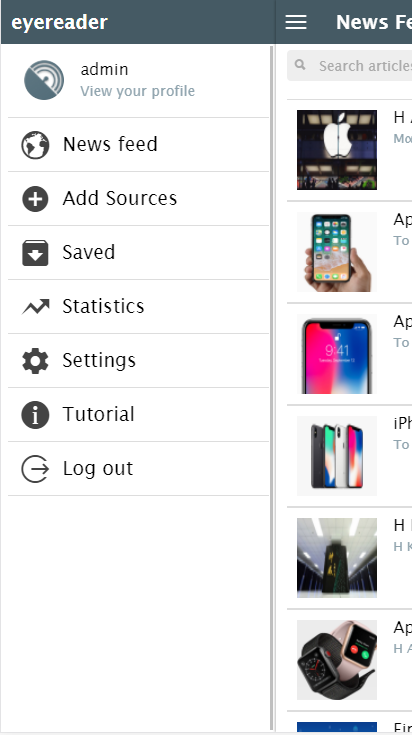 eyereader
admin
View your profile
News feed
Add Sources
Saved
Statistics
Settings
Tutorial
Log out
News Fe
Search articles
H
Mo
Ap
To
Ap
To
iPh
To
H
H K
Ap
H A
Fir
9:41